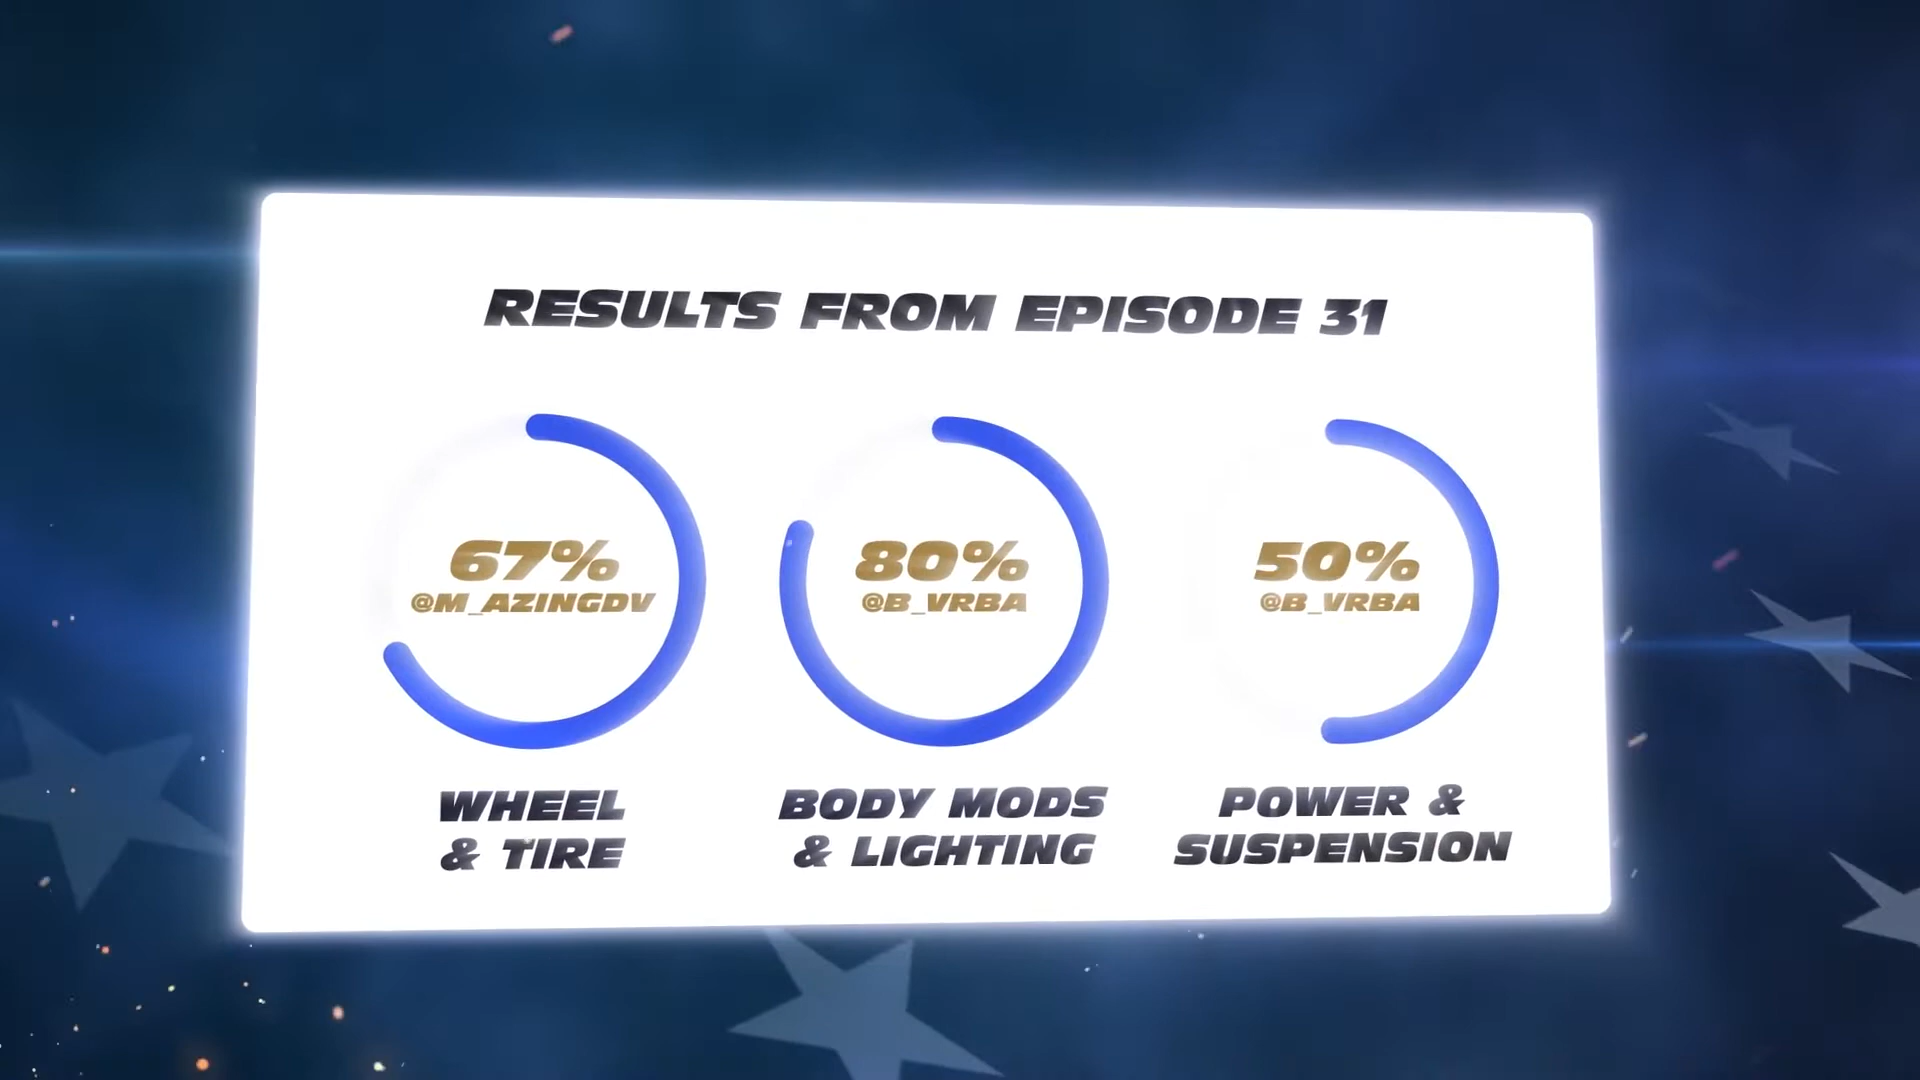 RESULTS FROM EPISODE 31
67%
@M_AZINGDV
80%
@B_VRBA
50%
@B_VRBA
WHEEL
& TIRE
BODY MODS
& LIGHTING
POWER &
SUSPENSION